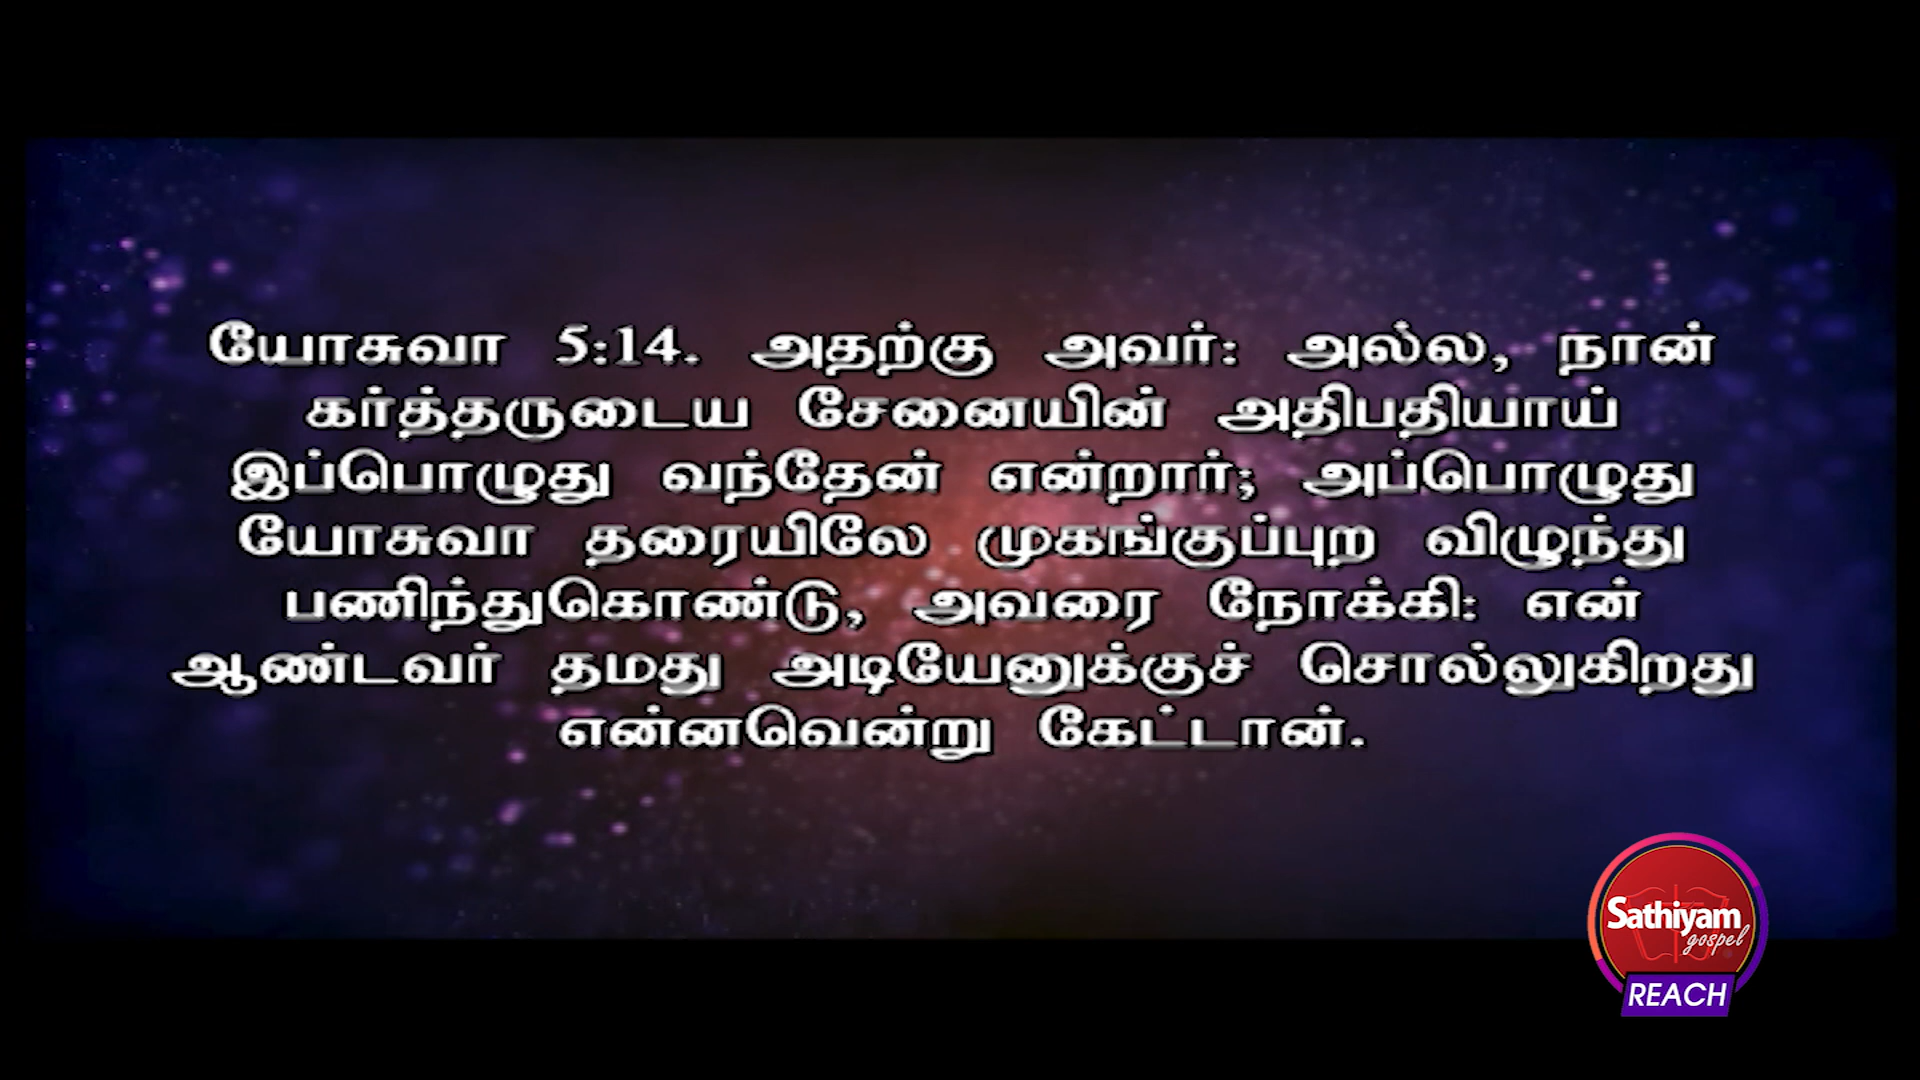 யோசுவா 5:14. அதற்கு அவர்: அல்ல, நான்
கர்த்தருடைய சேனையின் அதிபதியாய்
இப்பொழுது வந்தேன் என்றார்; அப்பொழுது
யோசுவா தரையிலே முகங்குப்புற விழுந்து
பணிந்துகொண்டு, அவரை நோக்கி: என்
ஆண்டவர் தமது அடியேனுக்குச் சொல்லுகிறது
என்னவென்று கேட்டான்.
Sathiyam
gospel
REACH